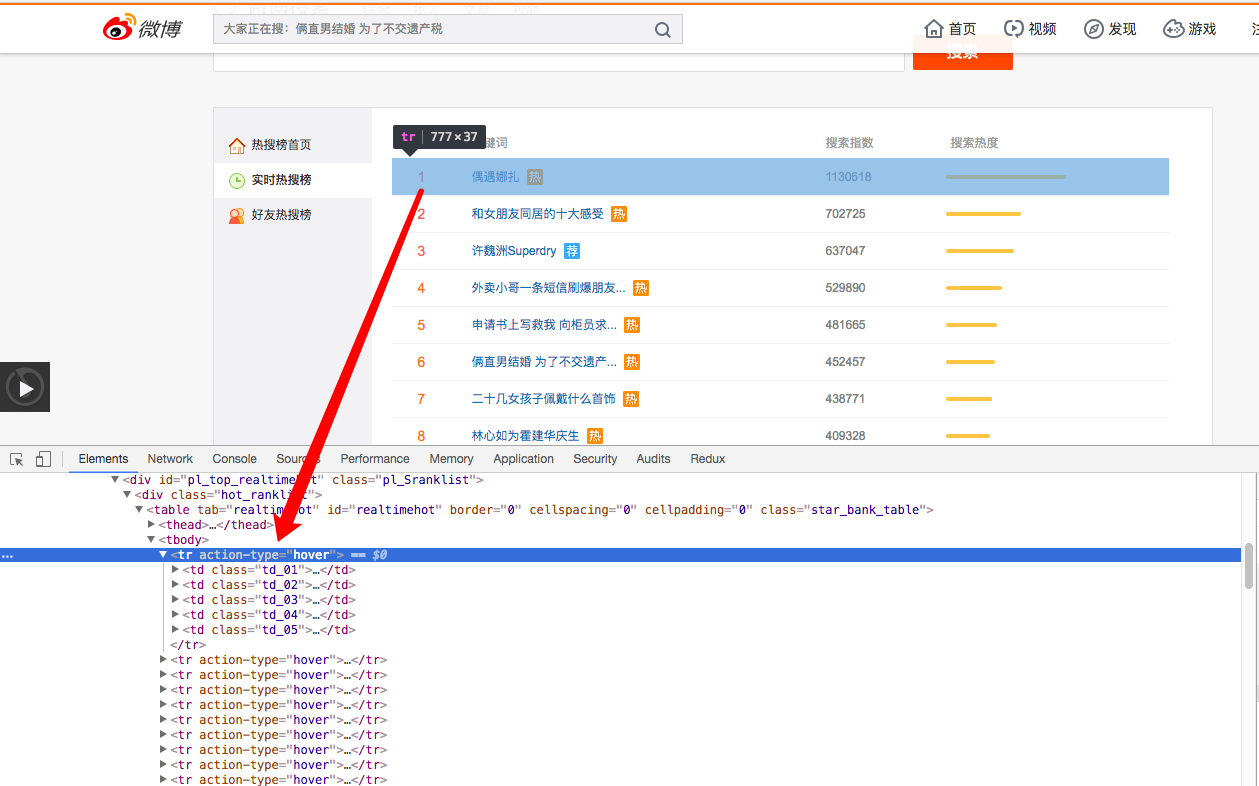 微博
大家正在搜：俩直男结婚 为了不交遗产税
首页
视频
发现
游戏
搜索
热搜榜首页
实时热搜榜
好友热搜榜
tr 777×37
键词 搜索指数 搜索热度
1 偶遇娜扎 热 1130618
2 和女朋友同居的十大感受 热 702725
3 许魏洲Superdry 荐 637047
4 外卖小哥一条短信刷爆朋友... 热 529890
5 申请书上写救我 向柜员求... 热 481665
6 俩直男结婚 为了不交遗产... 热 452457
7 二十几女孩子佩戴什么首饰 热 438771
8 林心如为霍建华庆生 热 409328
Elements Network Console Sources Performance Memory Application Security Audits Redux
<div id="pl_top_realtimehot" class="pl_Sranklist">
<div class="hot_ranklist">
<table tab="realtimehot" id="realtimehot" border="0" cellspacing="0" cellpadding="0" class="star_bank_table">
<thead>…</thead>
<tbody>
… <tr action-type="hover"> == $0
<td class="td_01">…</td>
<td class="td_02">…</td>
<td class="td_03">…</td>
<td class="td_04">…</td>
<td class="td_05">…</td>
</tr>
<tr action-type="hover">…</tr>
<tr action-type="hover">…</tr>
<tr action-type="hover">…</tr>
<tr action-type="hover">…</tr>
<tr action-type="hover">…</tr>
<tr action-type="hover">…</tr>
<tr action-type="hover">…</tr>
<tr action-type="hover">…</tr>
<tr action-type="hover">…</tr>